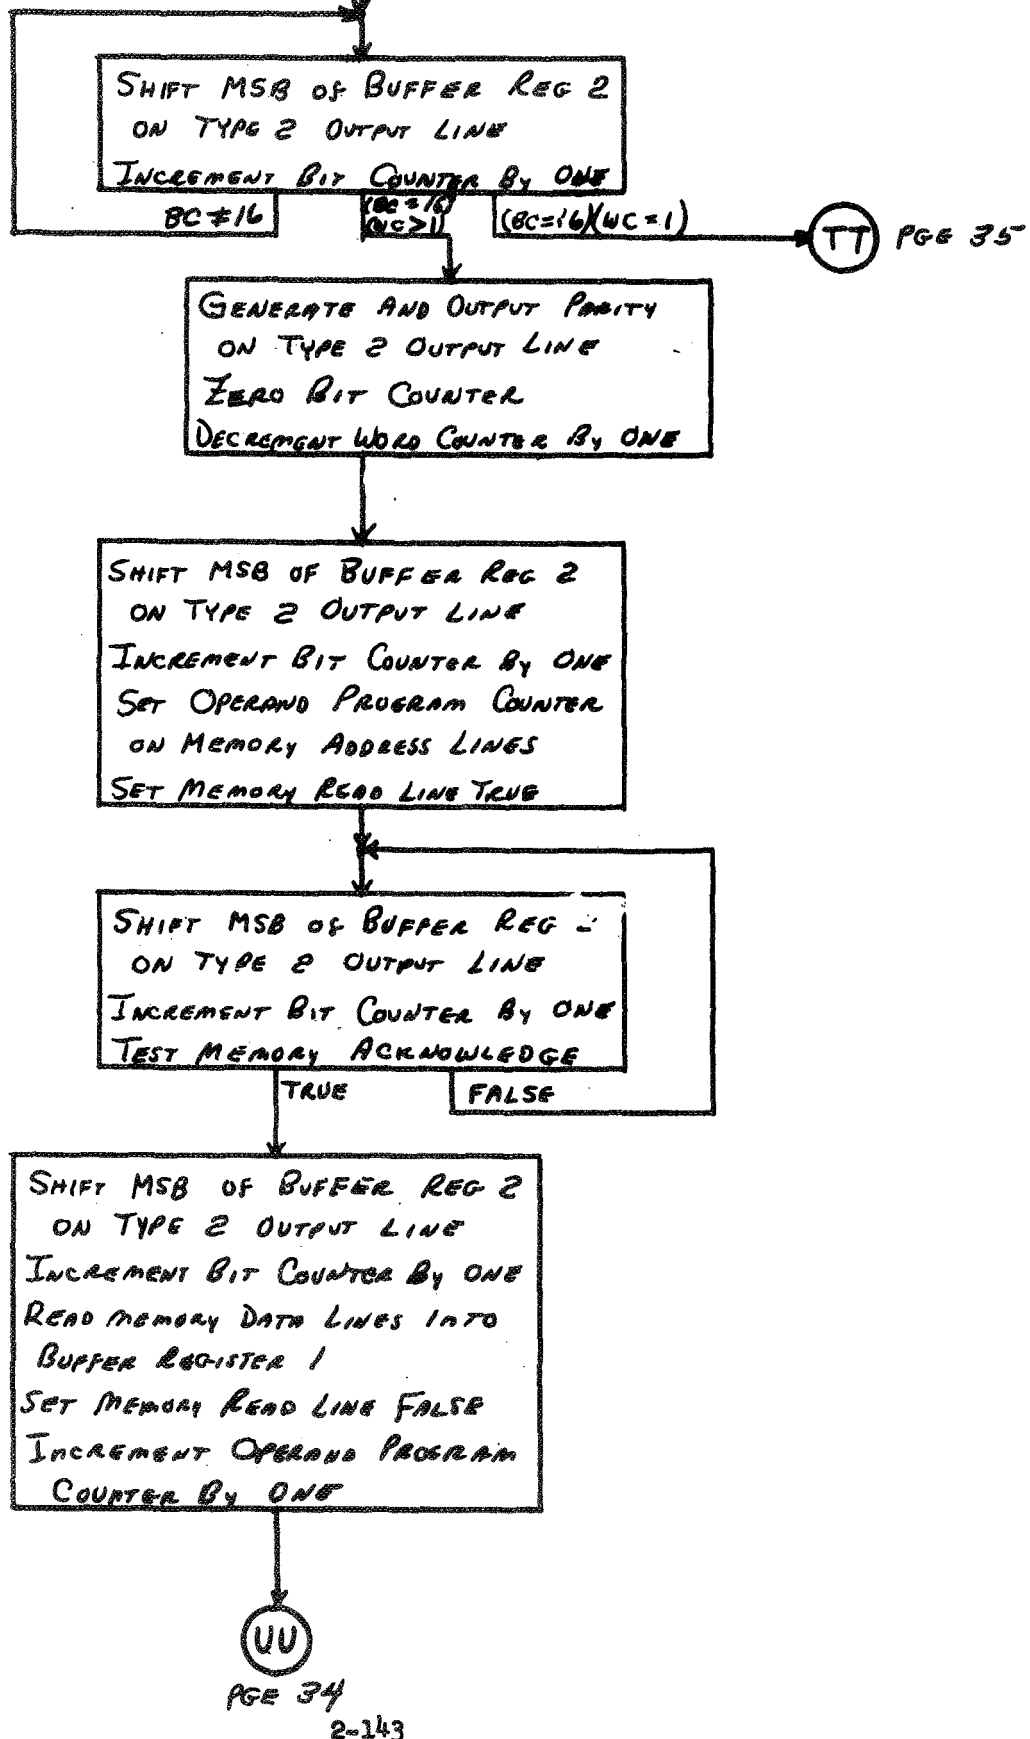 SHIFT MSB OF BUFFER REG 2
ON TYPE 2 OUTPUT LINE
INCREMENT BIT COUNTER BY ONE
BC ≠ 16
(BC = 16)
(WC > 1)
(BC = 16)(WC = 1)
TT PGE 35
GENERATE AND OUTPUT PARITY
ON TYPE 2 OUTPUT LINE
ZERO BIT COUNTER
DECREMENT WORD COUNTER BY ONE
SHIFT MSB OF BUFFER REG 2
ON TYPE 2 OUTPUT LINE
INCREMENT BIT COUNTER BY ONE
SET OPERAND PROGRAM COUNTER
ON MEMORY ADDRESS LINES
SET MEMORY READ LINE TRUE
SHIFT MSB OF BUFFER REG
ON TYPE 2 OUTPUT LINE
INCREMENT BIT COUNTER BY ONE
TEST MEMORY ACKNOWLEDGE
TRUE
FALSE
SHIFT MSB OF BUFFER REG 2
ON TYPE 2 OUTPUT LINE
INCREMENT BIT COUNTER BY ONE
READ MEMORY DATA LINES INTO
BUFFER REGISTER 1
SET MEMORY READ LINE FALSE
INCREMENT OPERAND PROGRAM
COUNTER BY ONE
UU
PGE 34
2-143